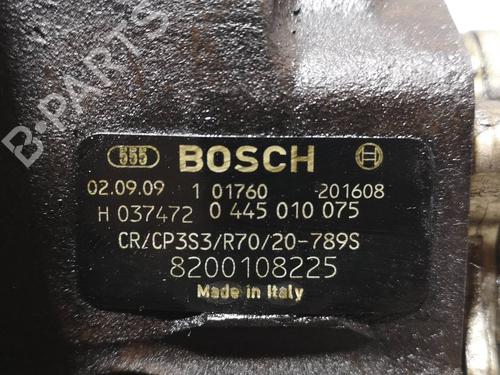 B-PARTS
555 BOSCH
02.09.09 1 01760 201608
H 037472 0 445 010 075
CR/CP3S3/R70/20-789S
8200108225
Made in Italy